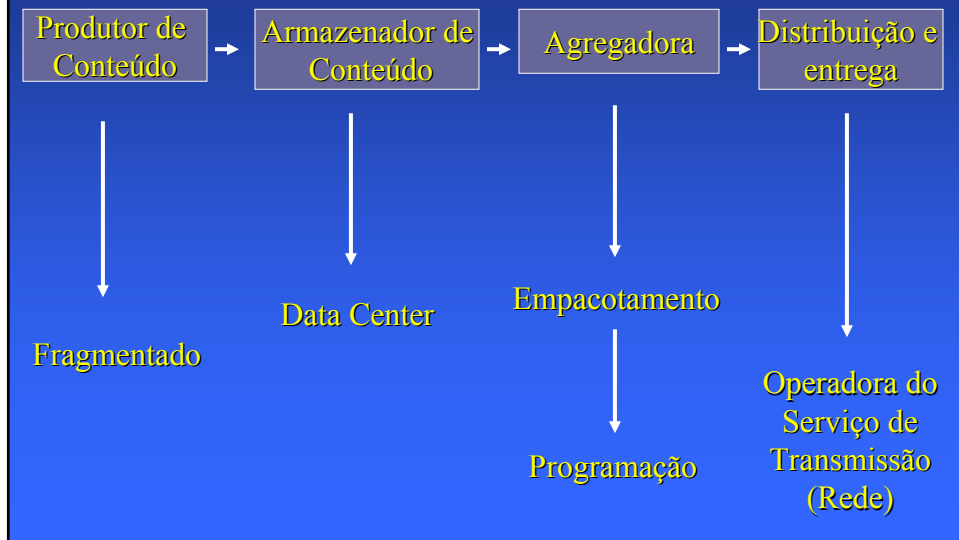 Produtor de
Conteúdo
Armazenador de
Conteúdo
Agregadora
Distribuição e
entrega
Fragmentado
Data Center
Empacotamento
Programação
Operadora do
Serviço de
Transmissão
(Rede)